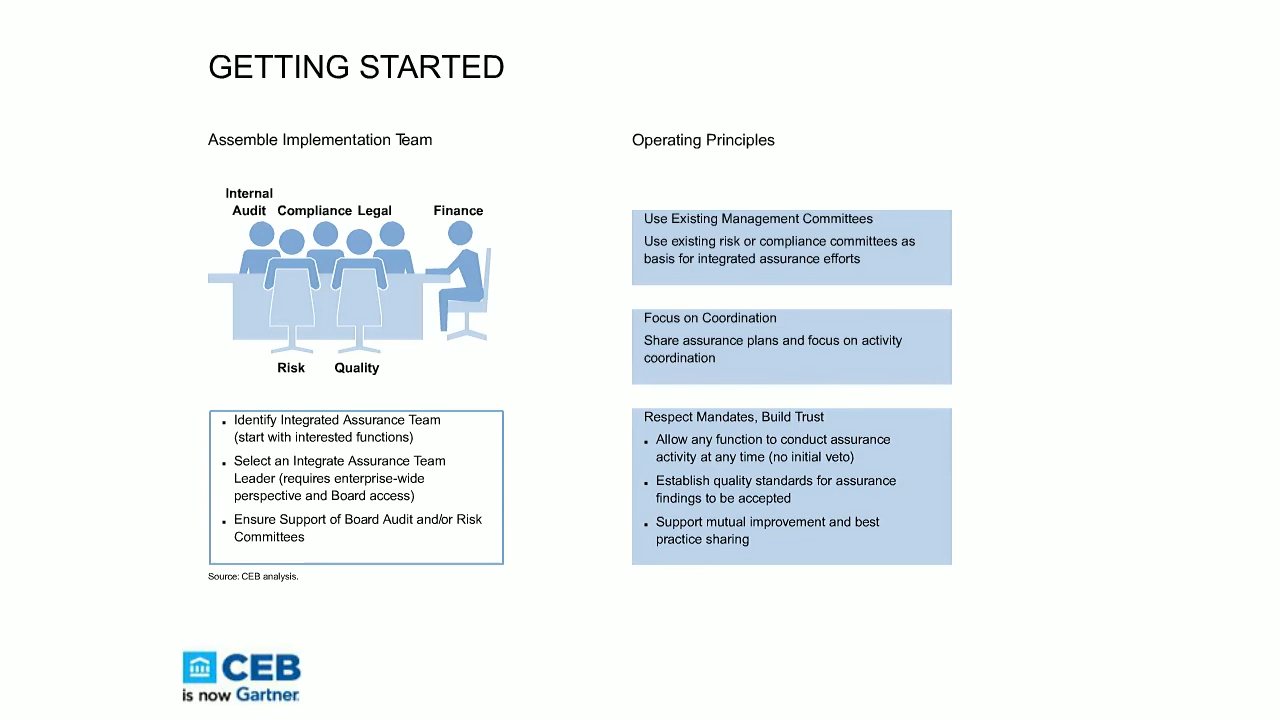 GETTING STARTED
Assemble Implementation Team
Internal
Audit Compliance Legal Finance
Risk Quality
▪ Identify Integrated Assurance Team
(start with interested functions)
▪ Select an Integrate Assurance Team
Leader (requires enterprise-wide
perspective and Board access)
▪ Ensure Support of Board Audit and/or Risk
Committees
Source: CEB analysis.
Operating Principles
Use Existing Management Committees
Use existing risk or compliance committees as
basis for integrated assurance efforts
Focus on Coordination
Share assurance plans and focus on activity
coordination
Respect Mandates, Build Trust
▪ Allow any function to conduct assurance
activity at any time (no initial veto)
▪ Establish quality standards for assurance
findings to be accepted
▪ Support mutual improvement and best
practice sharing
CEB
is now Gartner